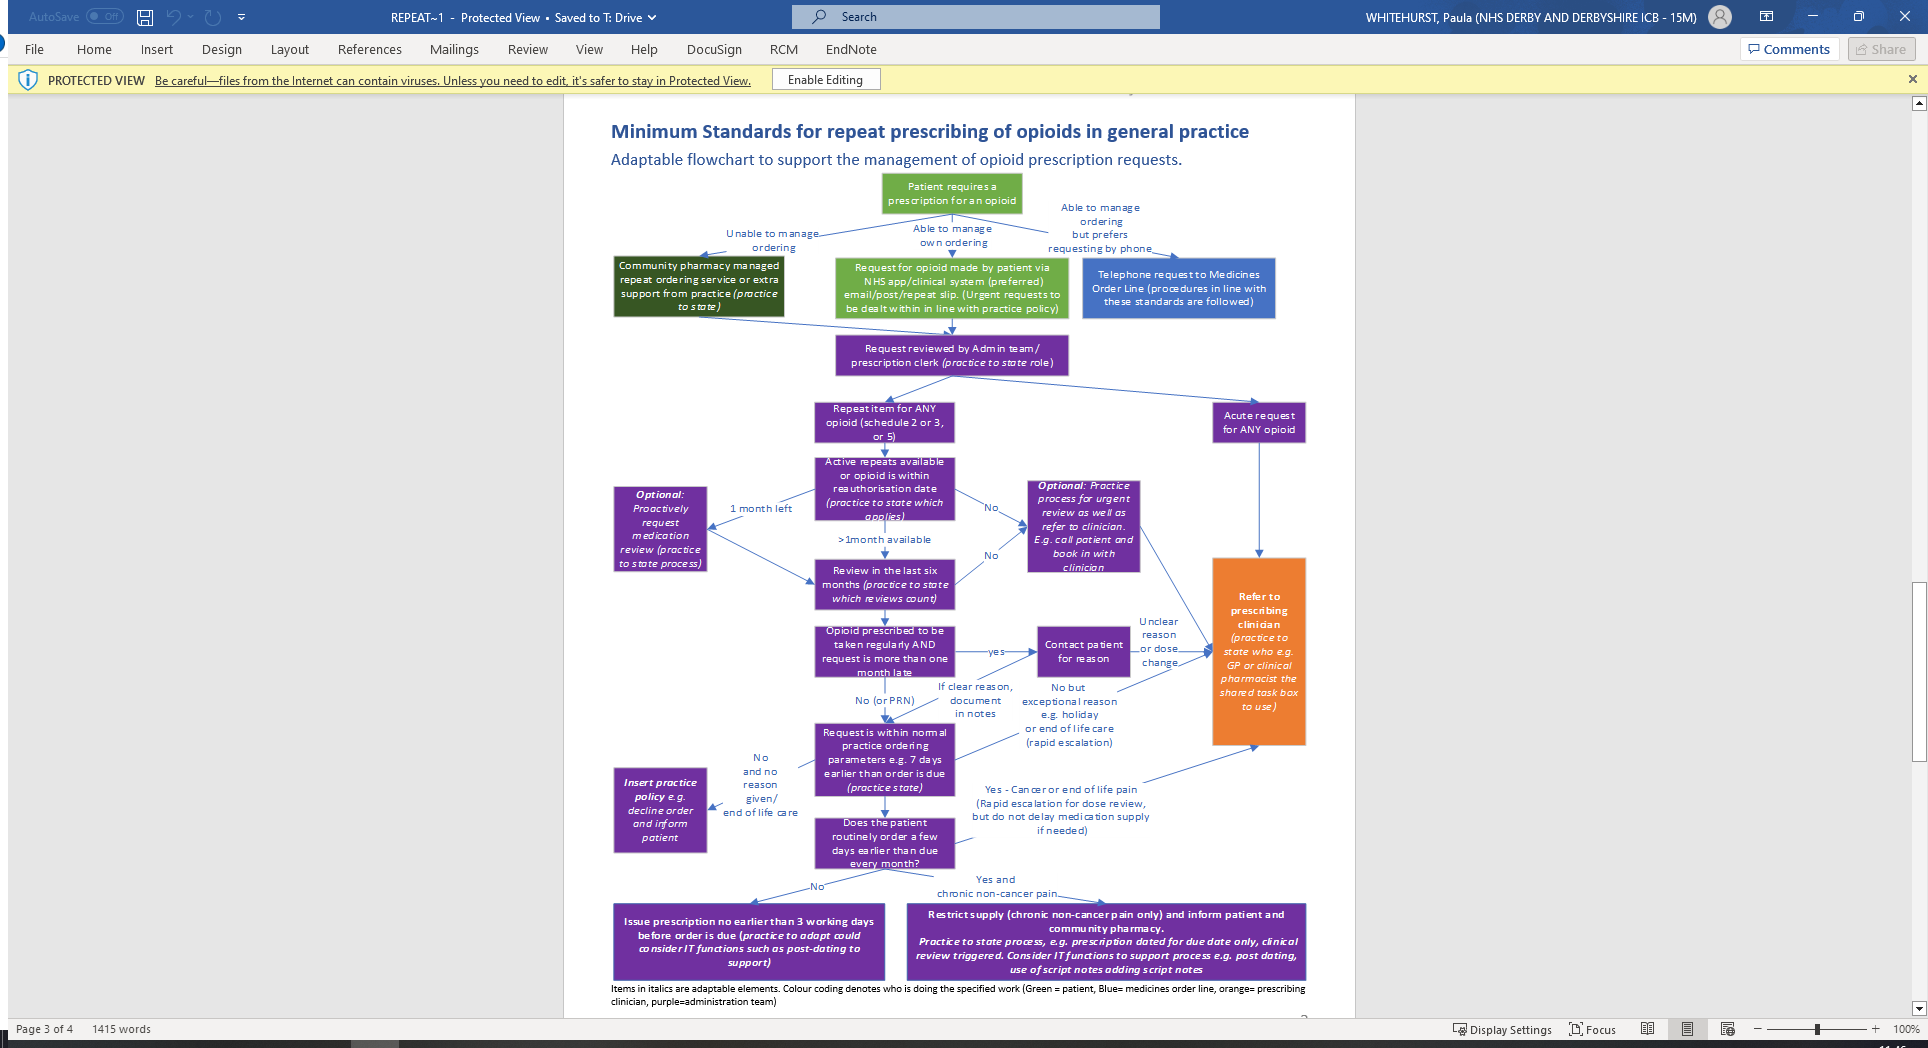 AutoSave Off
REPEAT~1 - Protected View • Saved to T: Drive
Search
WHITEHURST, Paula (NHS DERBY AND DERBYSHIRE ICB - 15M)
File Home Insert Design Layout References Mailings Review View Help DocuSign RCM EndNote
Comments
Share
PROTECTED VIEW Be careful—files from the Internet can contain viruses. Unless you need to edit, it's safer to stay in Protected View.
Enable Editing
Minimum Standards for repeat prescribing of opioids in general practice
Adaptable flowchart to support the management of opioid prescription requests.
Patient requires a
prescription for an opioid
Unable to manage
ordering
Able to manage
own ordering
Able to manage
ordering
but prefers
requesting by phone
Community pharmacy managed
repeat ordering service or extra
support from practice (practice
to state)
Request for opioid made by patient via
NHS app/clinical system (preferred)
email/post/repeat slip. (Urgent requests to
be dealt within in line with practice policy)
Telephone request to Medicines
Order Line (procedures in line with
these standards are followed)
Request reviewed by Admin team/
prescription clerk (practice to state role)
Repeat item for ANY
opioid (schedule 2 or 3,
or 5)
Acute request
for ANY opioid
Active repeats available
or opioid is within
reauthorisation date
(practice to state which
applies)
1 month left
Optional:
Proactively
request
medication
review (practice
to state process)
No
>1month available
No
Optional: Practice
process for urgent
review as well as
refer to clinician.
E.g. call patient and
book in with
clinician
Review in the last six
months (practice to state
which reviews count)
Refer to
prescribing
clinician
(practice to
state who e.g.
GP or clinical
pharmacist the
shared task box
to use)
Opioid prescribed to be
taken regularly AND
request is more than one
month late
yes
Contact patient
for reason
Unclear
reason
or dose
change
No (or PRN)
If clear reason,
document
in notes
No but
exceptional reason
e.g. holiday
or end of life care
(rapid escalation)
Request is within normal
practice ordering
parameters e.g. 7 days
earlier than order is due
(practice state)
No
and no
reason
given/
end of life care
Insert practice
policy e.g.
decline order
and inform
patient
Yes - Cancer or end of life pain
(Rapid escalation for dose review,
but do not delay medication supply
if needed)
Does the patient
routinely order a few
days earlier than due
every month?
No
Yes and
chronic non-cancer pain
Issue prescription no earlier than 3 working days
before order is due (practice to adapt could
consider IT functions such as post-dating to
support)
Restrict supply (chronic non-cancer pain only) and inform patient and
community pharmacy.
Practice to state process, e.g. prescription dated for due date only, clinical
review triggered. Consider IT functions to support process e.g. post dating,
use of script notes adding script notes
Items in italics are adaptable elements. Colour coding denotes who is doing the specified work (Green = patient, Blue= medicines order line, orange= prescribing
clinician, purple=administration team)
Page 3 of 4 1415 words
Display Settings Focus 100%